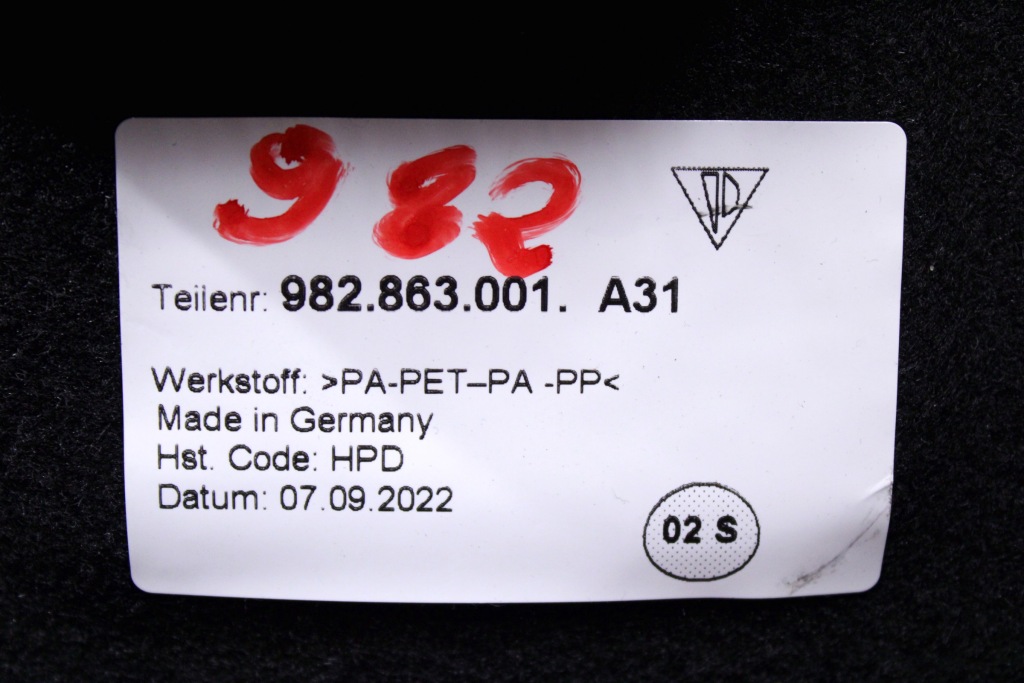 982
Teilenr: 982.863.001. A31
Werkstoff: >PA-PET–PA -PP<
Made in Germany
Hst. Code: HPD
Datum: 07.09.2022
02 S